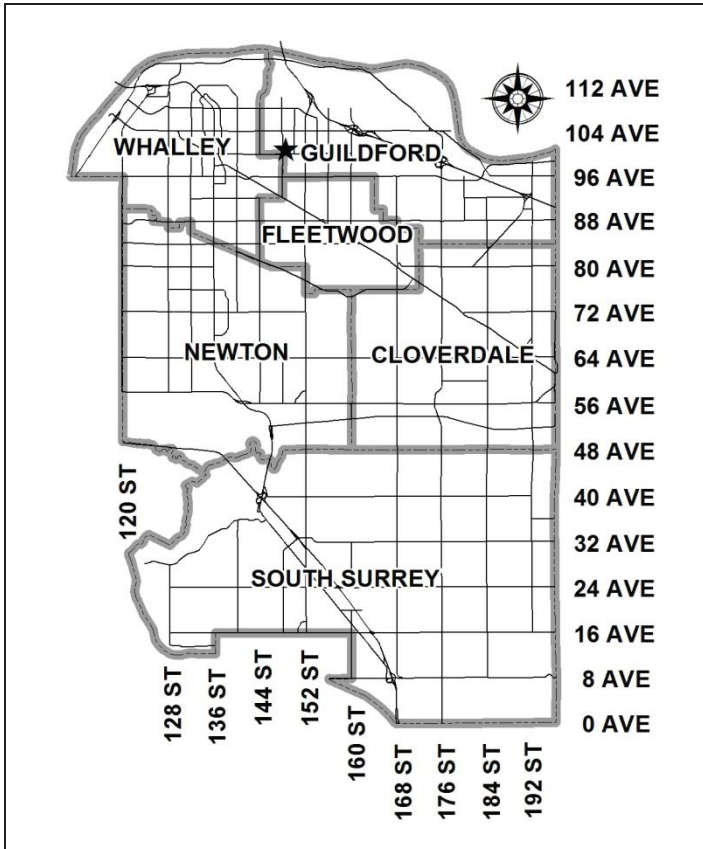 112 AVE
104 AVE
WHALLEY
GUILDFORD
96 AVE
88 AVE
FLEETWOOD
80 AVE
72 AVE
NEWTON
CLOVERDALE
64 AVE
56 AVE
48 AVE
120 ST
40 AVE
32 AVE
SOUTH SURREY
24 AVE
16 AVE
8 AVE
0 AVE
128 ST
136 ST
144 ST
152 ST
160 ST
168 ST
176 ST
184 ST
192 ST